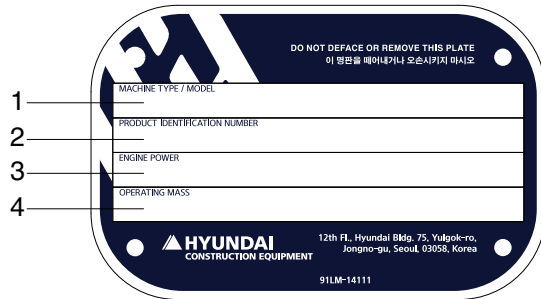 DO NOT DEFACE OR REMOVE THIS PLATE
이 명판을 떼어내거나 오손시키지 마시오
1
MACHINE TYPE / MODEL
2
PRODUCT IDENTIFICATION NUMBER
3
ENGINE POWER
4
OPERATING MASS
HYUNDAI
CONSTRUCTION EQUIPMENT
12th Fl., Hyundai Bldg. 75, Yulgok-ro,
Jongno-gu, Seoul, 03058, Korea
91LM-14111